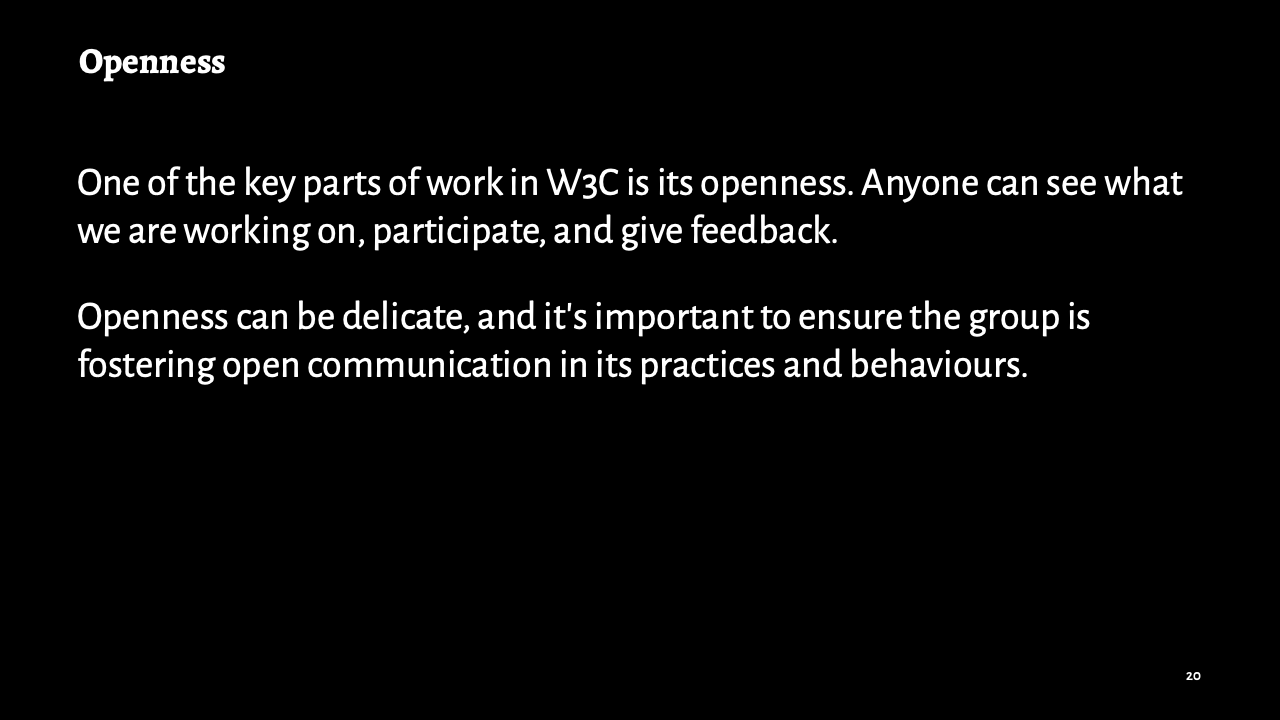 Openness
One of the key parts of work in W3C is its openness. Anyone can see what
we are working on, participate, and give feedback.
Openness can be delicate, and it's important to ensure the group is
fostering open communication in its practices and behaviours.
20